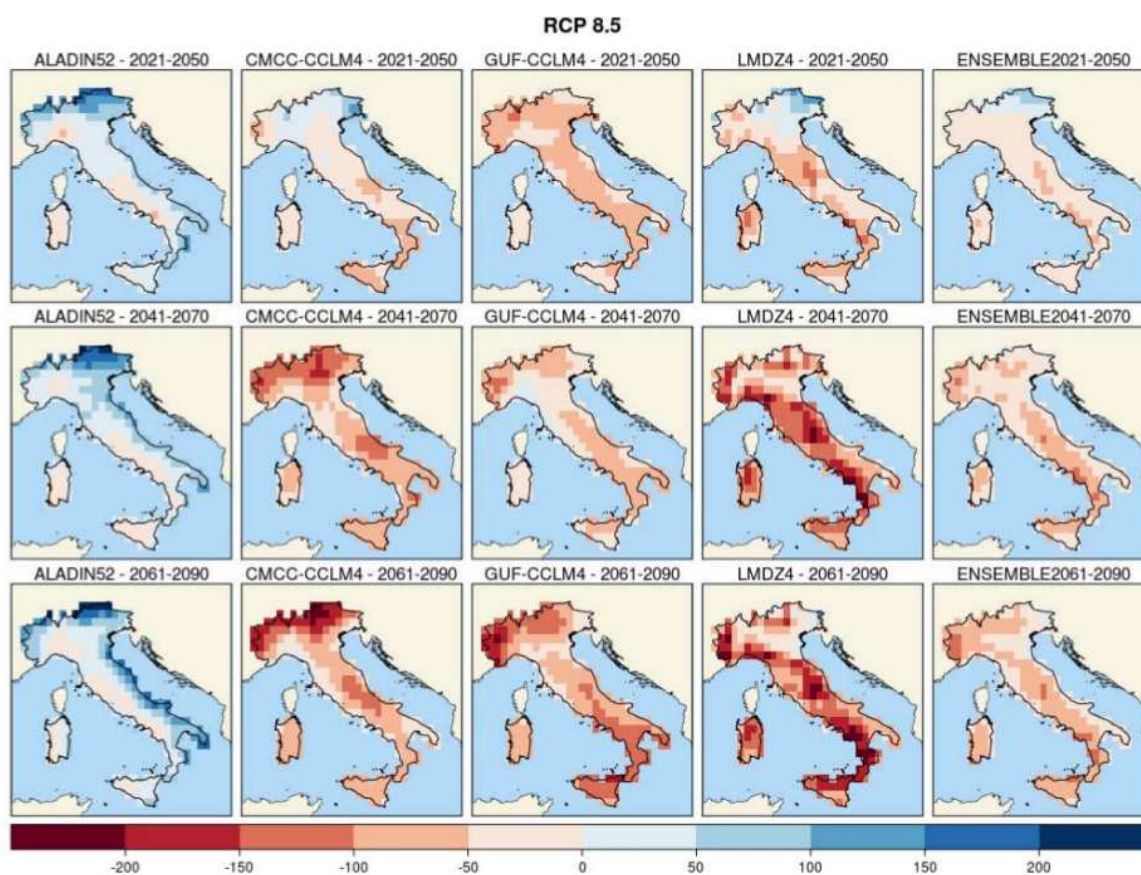 RCP 8.5
ALADIN52 - 2021-2050 CMCC-CCLM4 - 2021-2050 GUF-CCLM4 - 2021-2050 LMDZ4 - 2021-2050 ENSEMBLE2021-2050
ALADIN52 - 2041-2070 CMCC-CCLM4 - 2041-2070 GUF-CCLM4 - 2041-2070 LMDZ4 - 2041-2070 ENSEMBLE2041-2070
ALADIN52 - 2061-2090 CMCC-CCLM4 - 2061-2090 GUF-CCLM4 - 2061-2090 LMDZ4 - 2061-2090 ENSEMBLE2061-2090
-200 -150 -100 -50 0 50 100 150 200